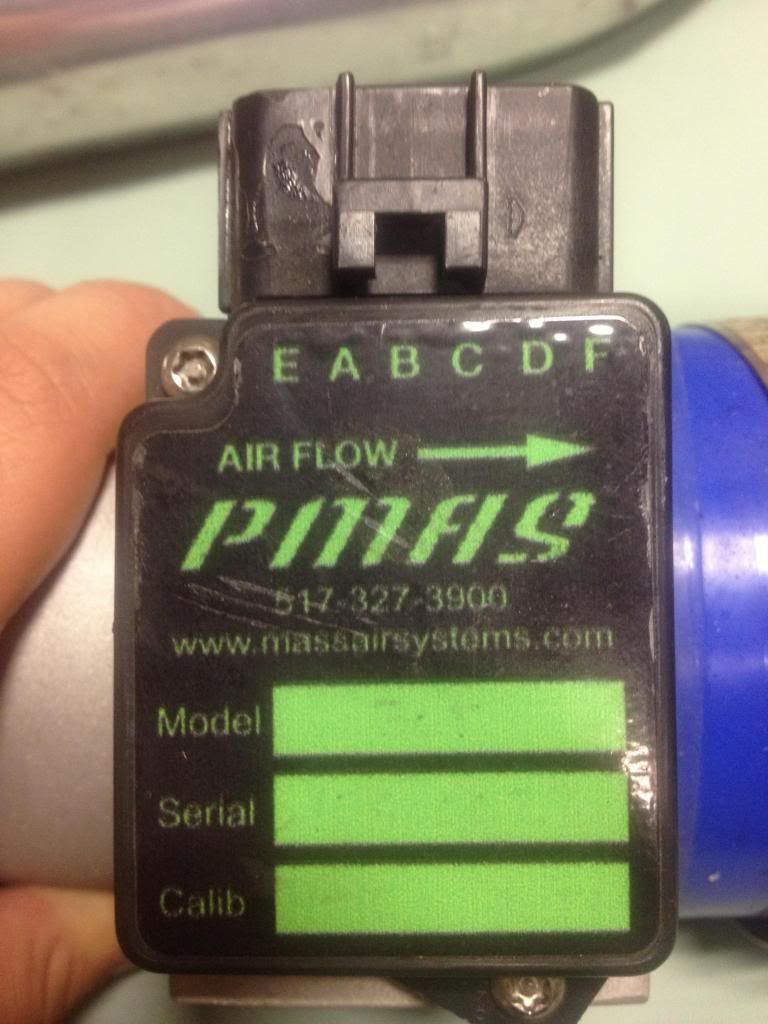 E A B C D F
AIR FLOW
PMAS
517-327-3900
www.massairsystems.com
Model
Serial
Calib